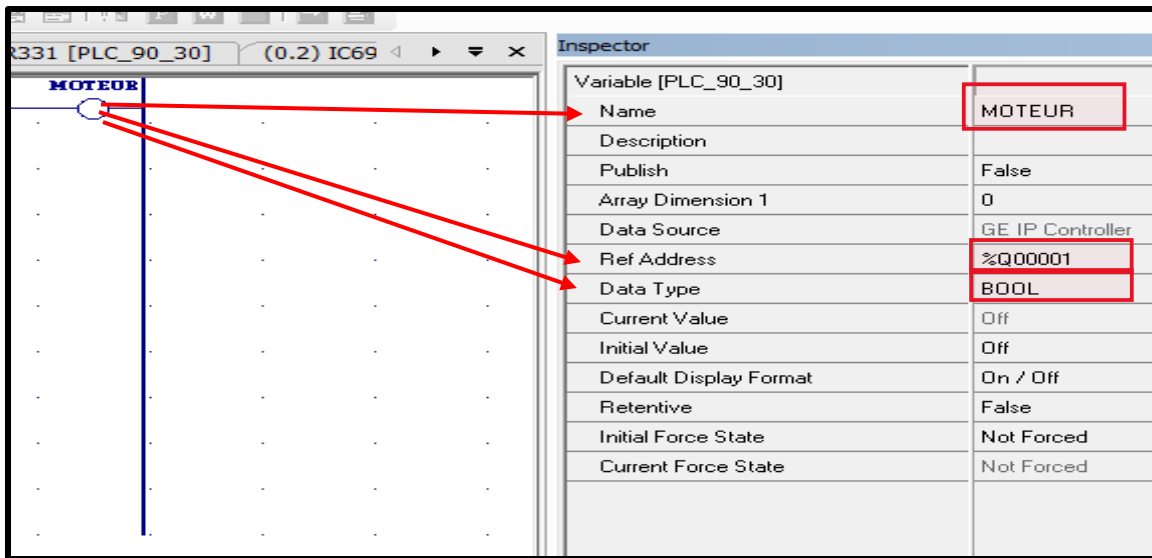 R331 [PLC_90_30] (0.2) IC69
MOTEUR
Inspector
Variable [PLC_90_30]
Name MOTEUR
Description
Publish False
Array Dimension 1 0
Data Source GE IP Controller
Ref Address %Q00001
Data Type BOOL
Current Value Off
Initial Value Off
Default Display Format On / Off
Retentive False
Initial Force State Not Forced
Current Force State Not Forced